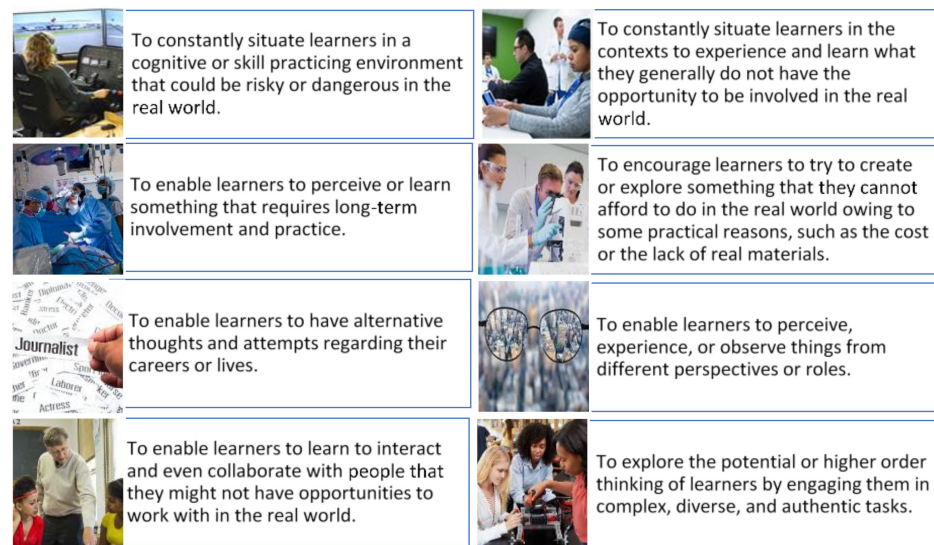 To constantly situate learners in a
cognitive or skill practicing environment
that could be risky or dangerous in the
real world.
To constantly situate learners in the
contexts to experience and learn what
they generally do not have the
opportunity to be involved in the real
world.
To enable learners to perceive or learn
something that requires long-term
involvement and practice.
To encourage learners to try to create
or explore something that they cannot
afford to do in the real world owing to
some practical reasons, such as the cost
or the lack of real materials.
Journalist
Doctor
Laborer
Actress
To enable learners to have alternative
thoughts and attempts regarding their
careers or lives.
To enable learners to perceive,
experience, or observe things from
different perspectives or roles.
To enable learners to learn to interact
and even collaborate with people that
they might not have opportunities to
work with in the real world.
To explore the potential or higher order
thinking of learners by engaging them in
complex, diverse, and authentic tasks.